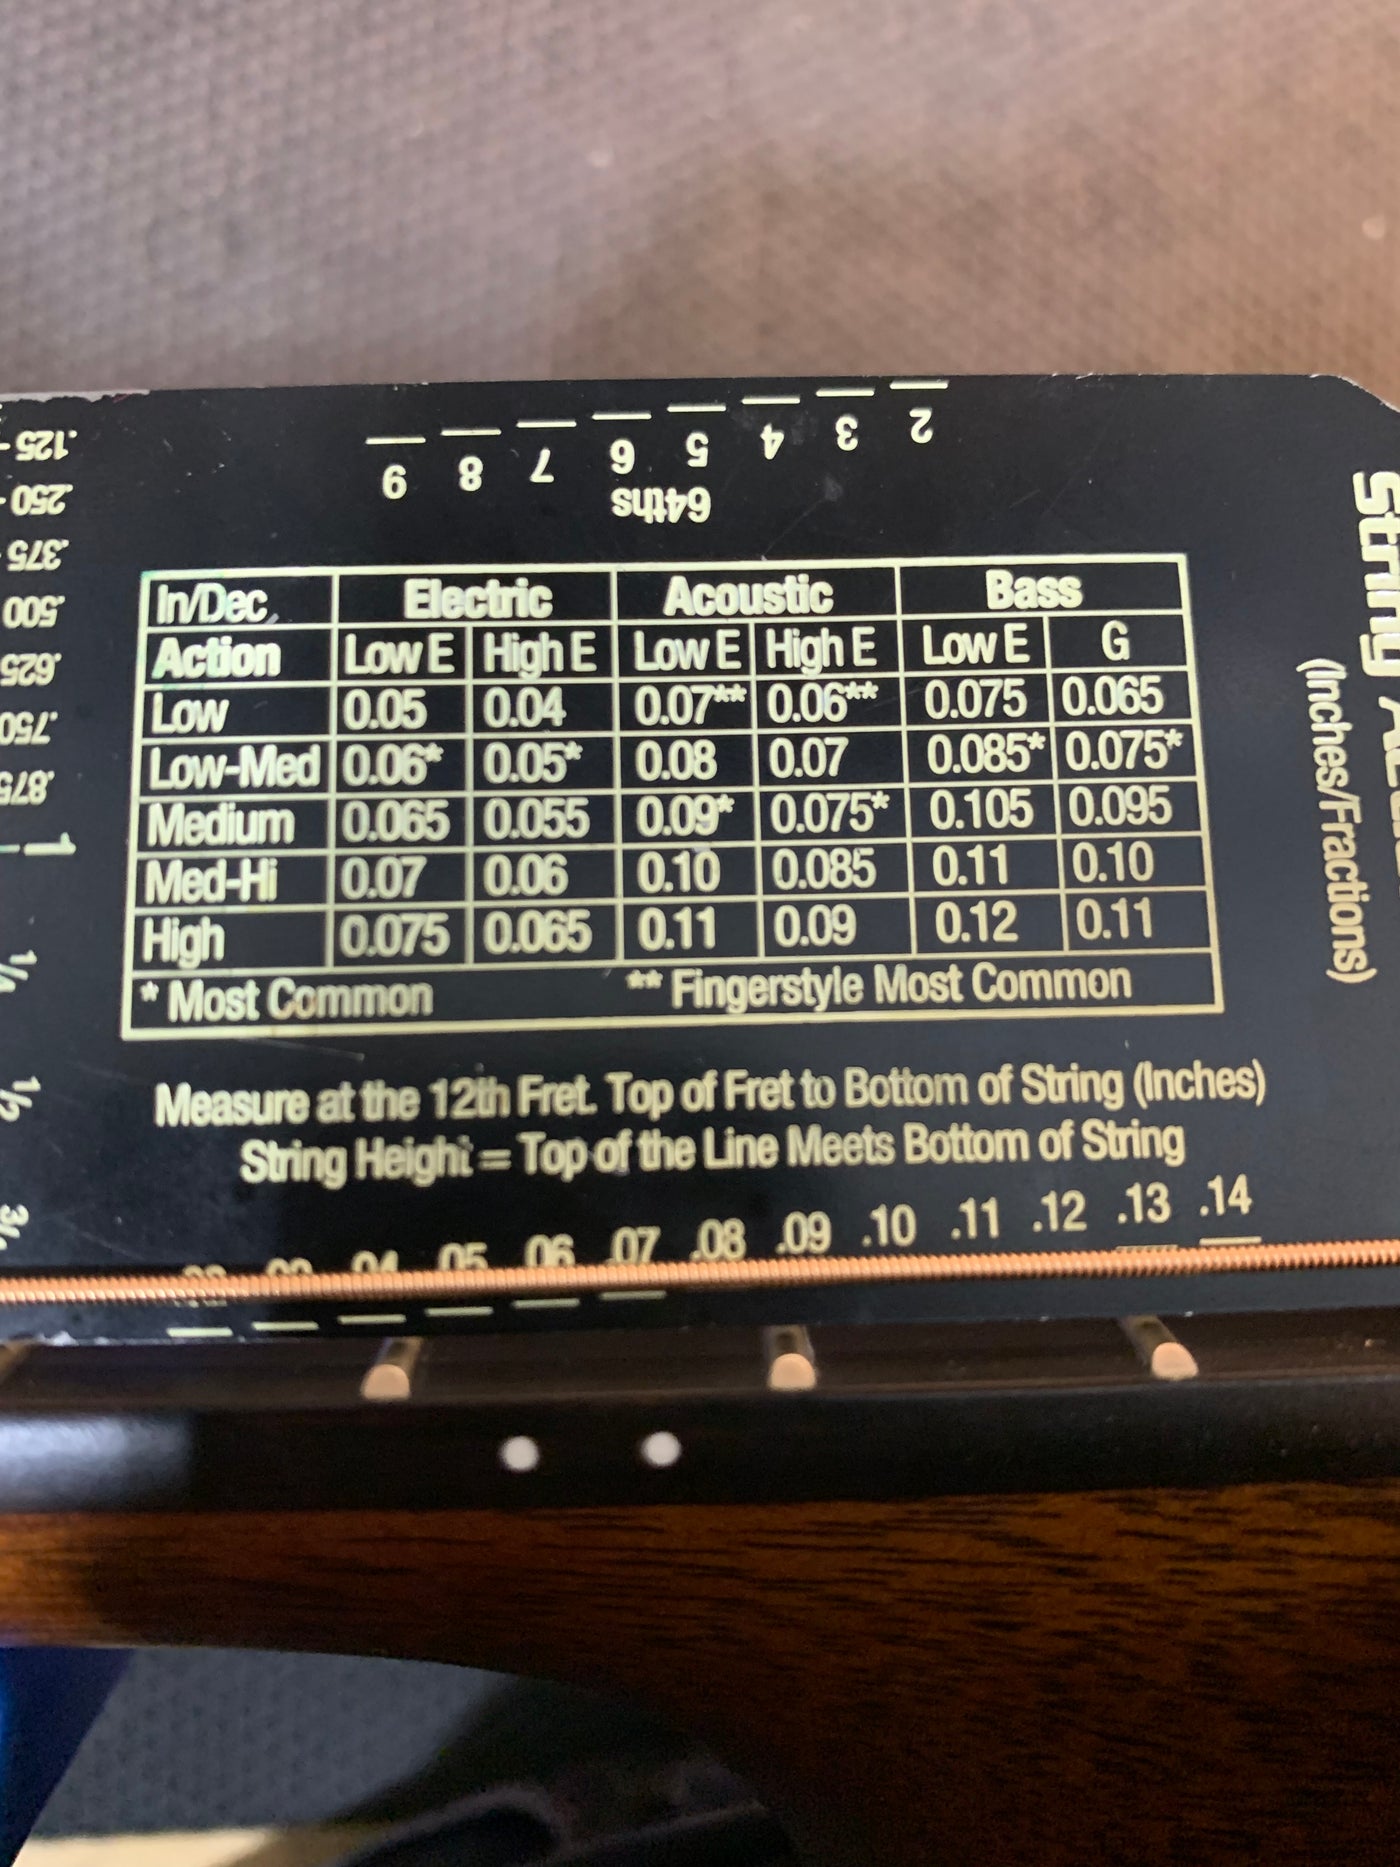 2 3 4 5 6 7 8 9
64ths
.125
.250
.375
.500
.625
.875
1
1/4
1/2
In/Dec. Electric Acoustic Bass
Action Low E High E Low E High E Low E G
Low 0.05 0.04 0.07** 0.06** 0.075 0.065
Low-Med 0.06* 0.05* 0.08 0.07 0.085* 0.075*
Medium 0.065 0.055 0.09* 0.075* 0.105 0.095
Med-Hi 0.07 0.06 0.10 0.085 0.11 0.10
High 0.075 0.065 0.11 0.09 0.12 0.11
* Most Common ** Fingerstyle Most Common
Measure at the 12th Fret. Top of Fret to Bottom of String (Inches)
String Height = Top of the Line Meets Bottom of String
.04 .05 .06 .07 .08 .09 .10 .11 .12 .13 .14
String
(Inches/Fractions)